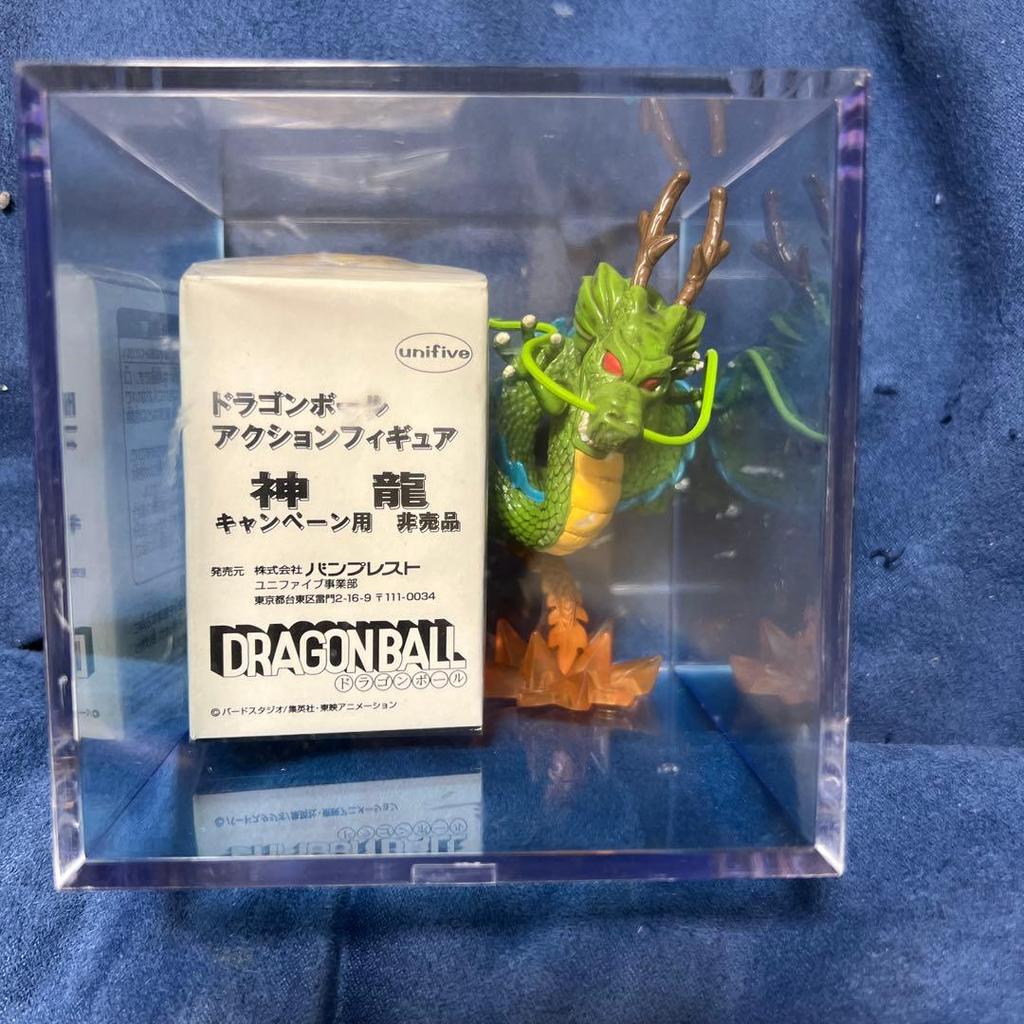 unifive
ドラゴンボール
アクションフィギュア
神 龍
キャンペーン用 非売品
発売元 株式会社 バンプレスト
ユニファイブ事業部
東京都台東区雷門2-16-9 〒111-0034
DRAGONBALL
ドラゴンボール
©バードスタジオ/集英社・東映アニメーション